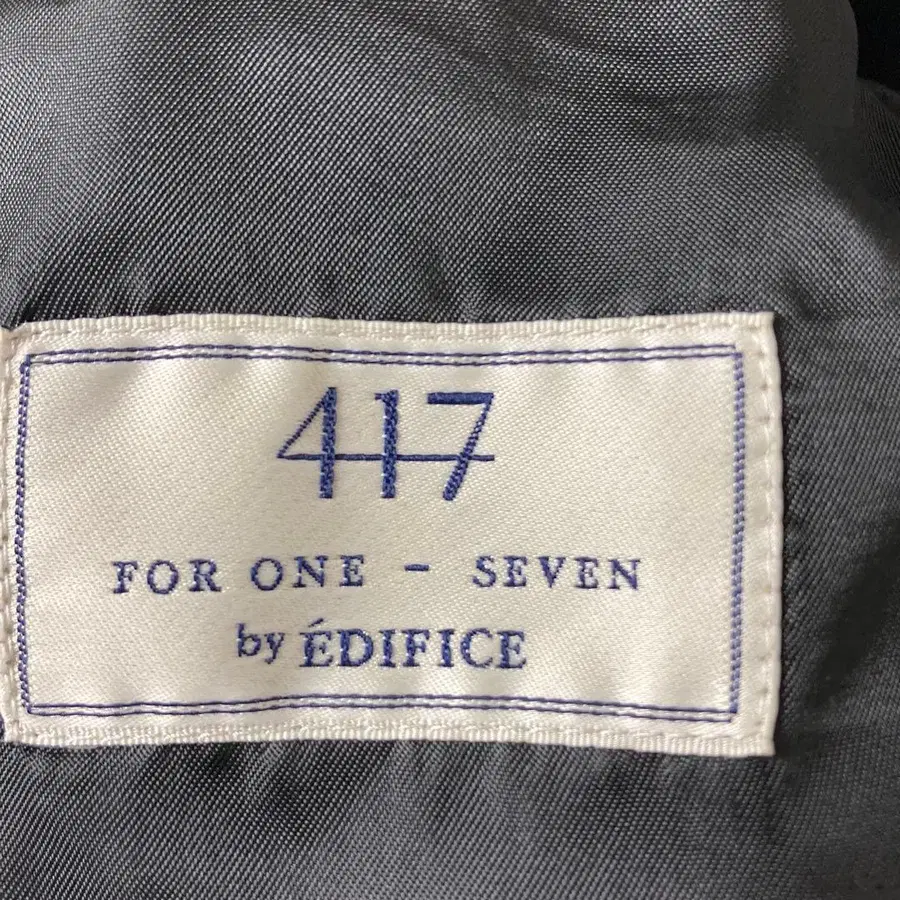 417
FOR ONE - SEVEN
by ÉDIFICE